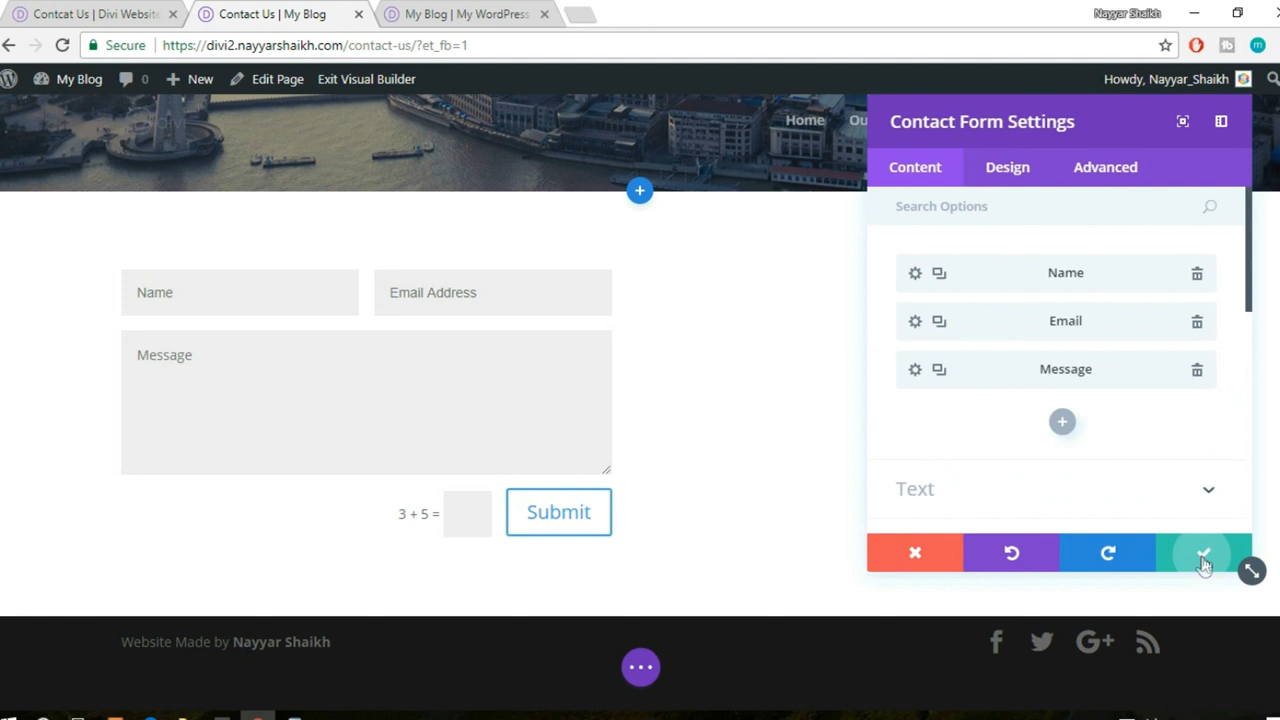 Contcat Us | Divi Website
Contact Us | My Blog
My Blog | My WordPress
Nayyar Shaikh
Secure
https://divi2.nayyarshaikh.com/contact-us/?et_fb=1
My Blog
0
New
Edit Page
Exit Visual Builder
Howdy, Nayyar_Shaikh
divi
Home
Ou
Contact Form Settings
Content
Design
Advanced
Search Options
Name
Email
Message
Text
Name
Email Address
Message
3 + 5 =
Submit
Website Made by Nayyar Shaikh